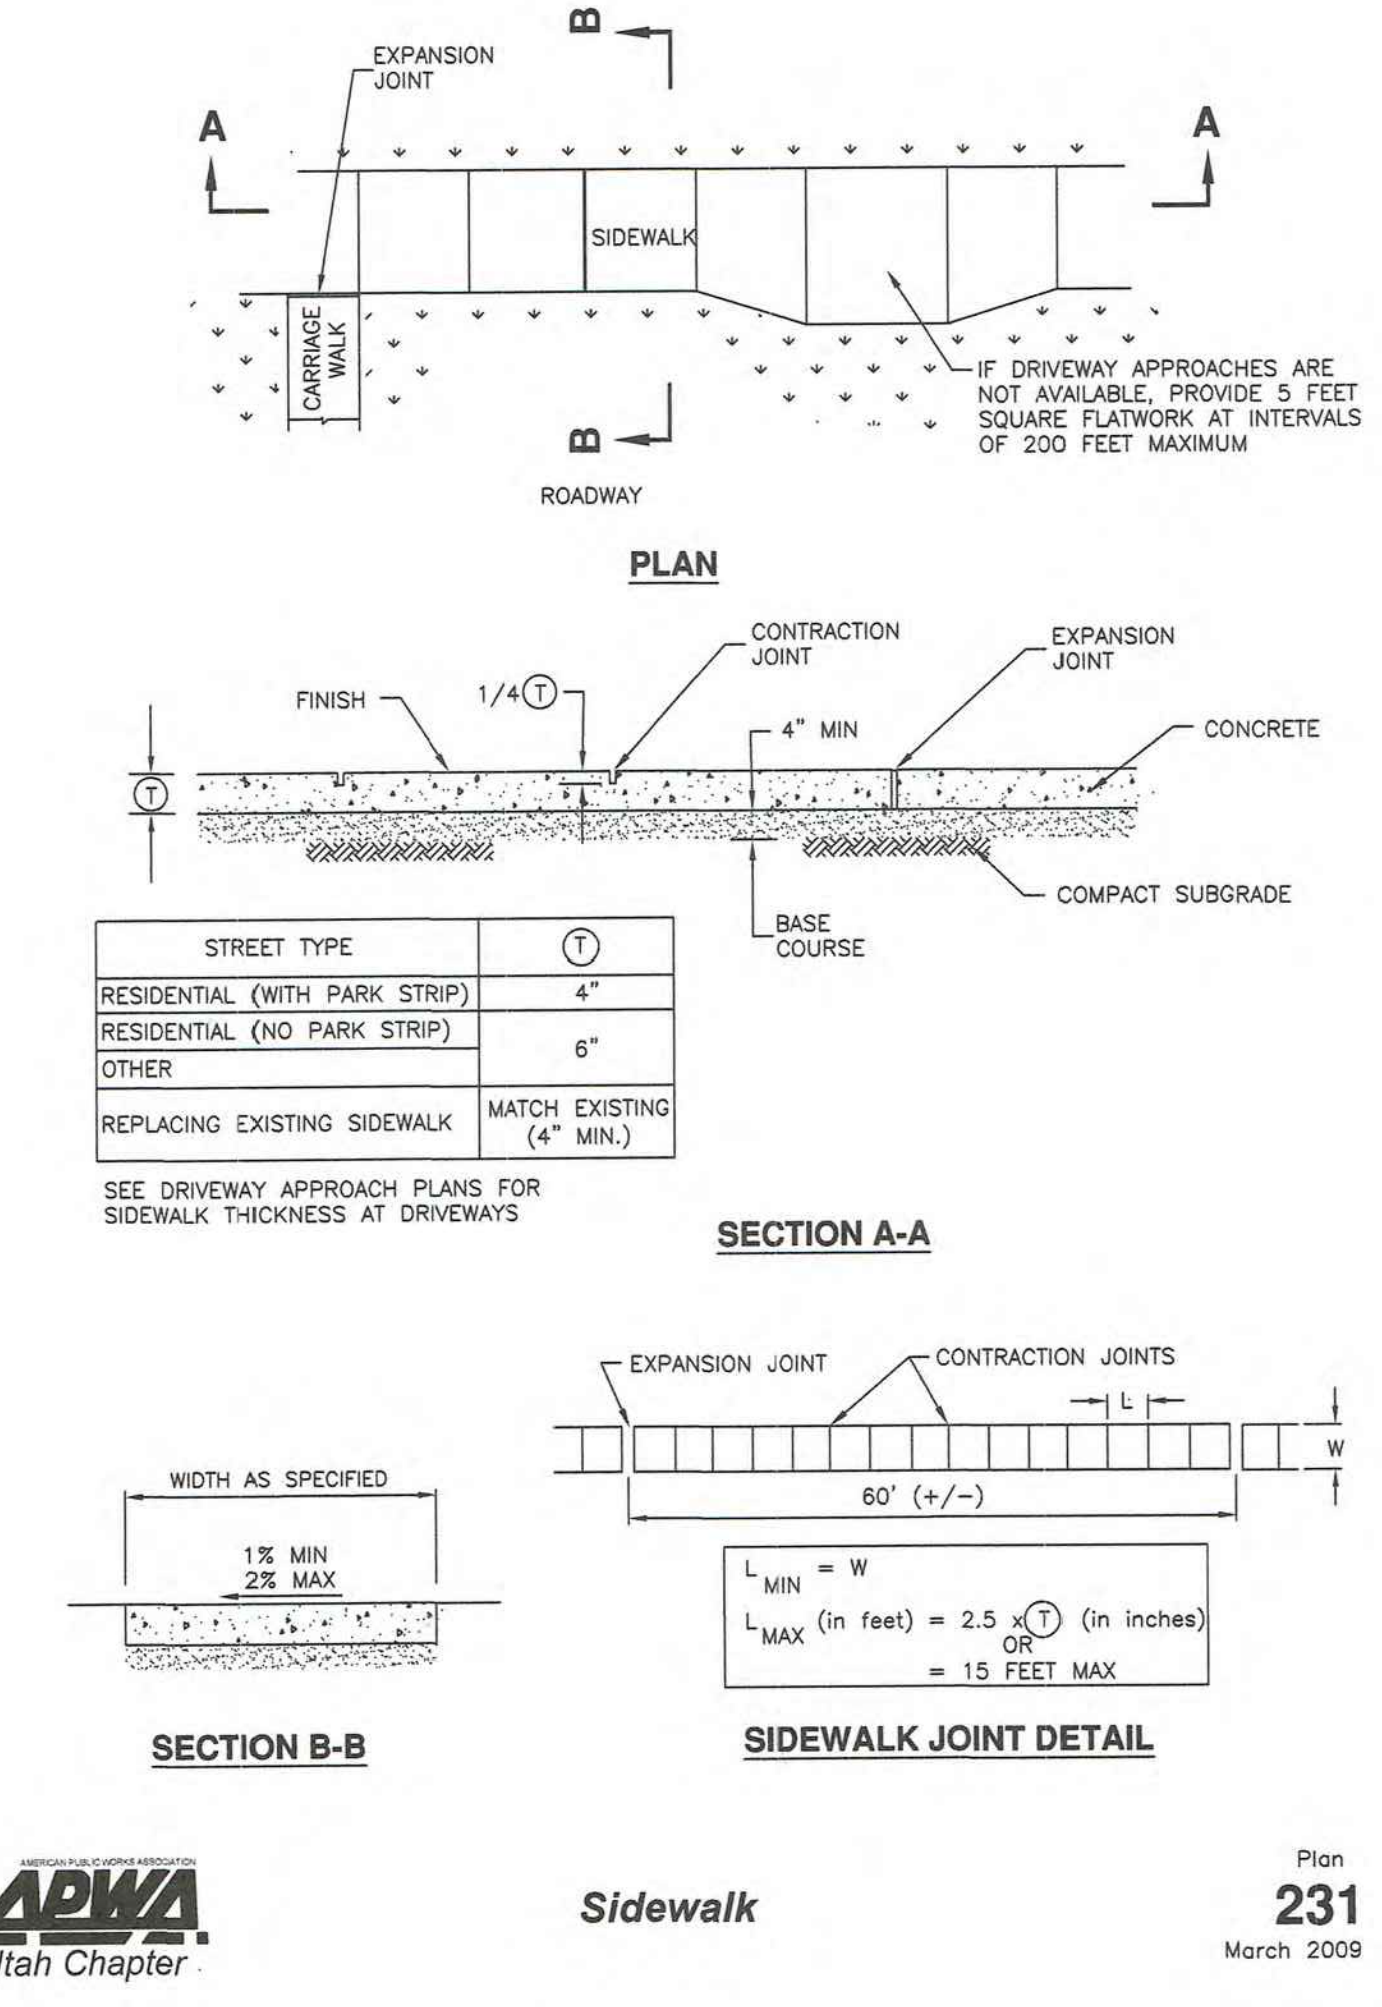 B
EXPANSION
JOINT
A
A
SIDEWALK
CARRIAGE
WALK
IF DRIVEWAY APPROACHES ARE
NOT AVAILABLE, PROVIDE 5 FEET
SQUARE FLATWORK AT INTERVALS
OF 200 FEET MAXIMUM
B
ROADWAY
PLAN
CONTRACTION
JOINT
EXPANSION
JOINT
FINISH
1/4 T
4" MIN
CONCRETE
T
COMPACT SUBGRADE
BASE
COURSE
STREET TYPE T
RESIDENTIAL (WITH PARK STRIP) 4"
RESIDENTIAL (NO PARK STRIP)
6"
OTHER
REPLACING EXISTING SIDEWALK
MATCH EXISTING
(4" MIN.)
SEE DRIVEWAY APPROACH PLANS FOR
SIDEWALK THICKNESS AT DRIVEWAYS
SECTION A-A
EXPANSION JOINT
CONTRACTION JOINTS
L
W
60' (+/-)
WIDTH AS SPECIFIED
1% MIN
2% MAX
L MIN = W
L MAX (in feet) = 2.5 x T (in inches)
OR
= 15 FEET MAX
SECTION B-B
SIDEWALK JOINT DETAIL
AMERICAN PUBLIC WORKS ASSOCIATION
APWA
tah Chapter
Sidewalk
Plan
231
March 2009